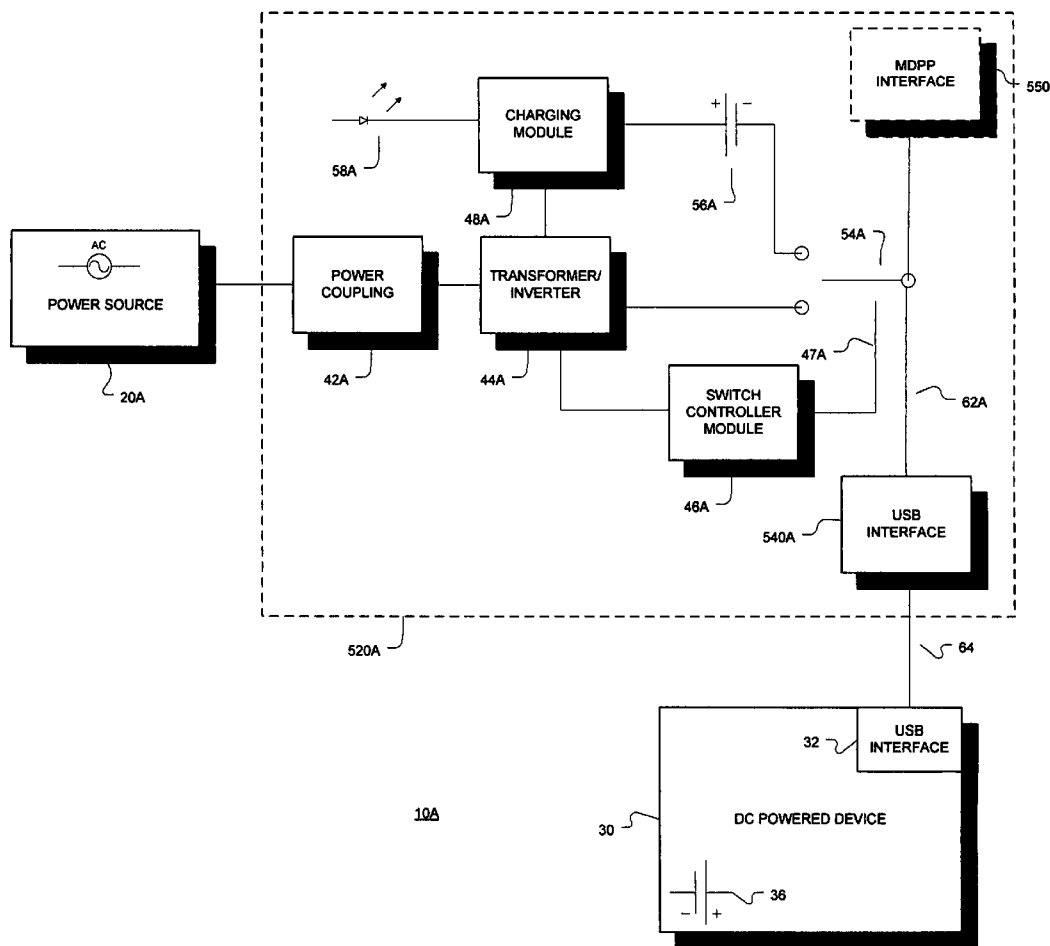 MDPP
INTERFACE
550
CHARGING
MODULE
+ -
58A
56A
48A
54A
AC
POWER SOURCE
POWER
COUPLING
TRANSFORMER/
INVERTER
47A
20A
42A
44A
SWITCH
CONTROLLER
MODULE
62A
46A
USB
INTERFACE
540A
520A
64
USB
INTERFACE
32
10A
30
DC POWERED DEVICE
36
- +